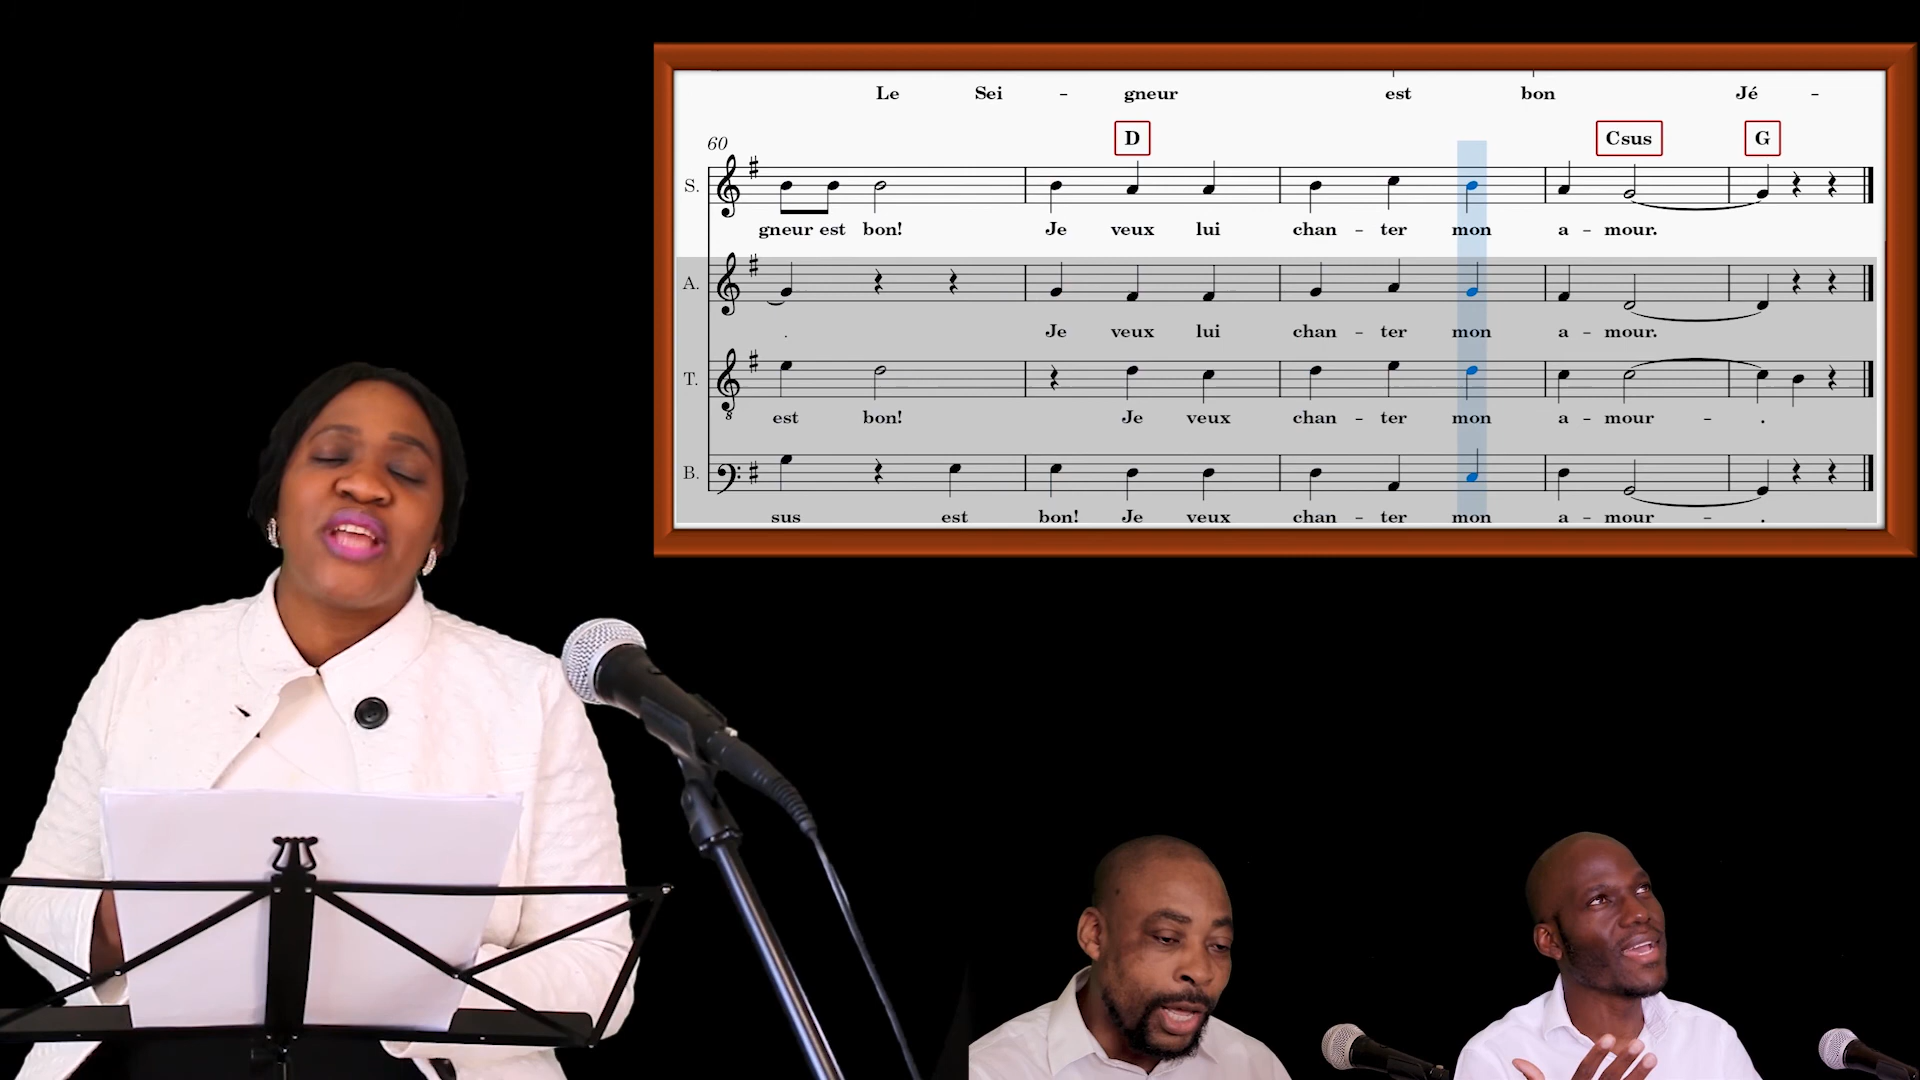 Le Sei - gneur est bon Jé -
D Csus G
60
S.
gneur est bon! Je veux lui chan - ter mon a - mour.
A.
. Je veux lui chan - ter mon a - mour.
T.
8
est bon! Je veux chan - ter mon a - mour - .
B.
sus est bon! Je veux chan - ter mon a - mour - .